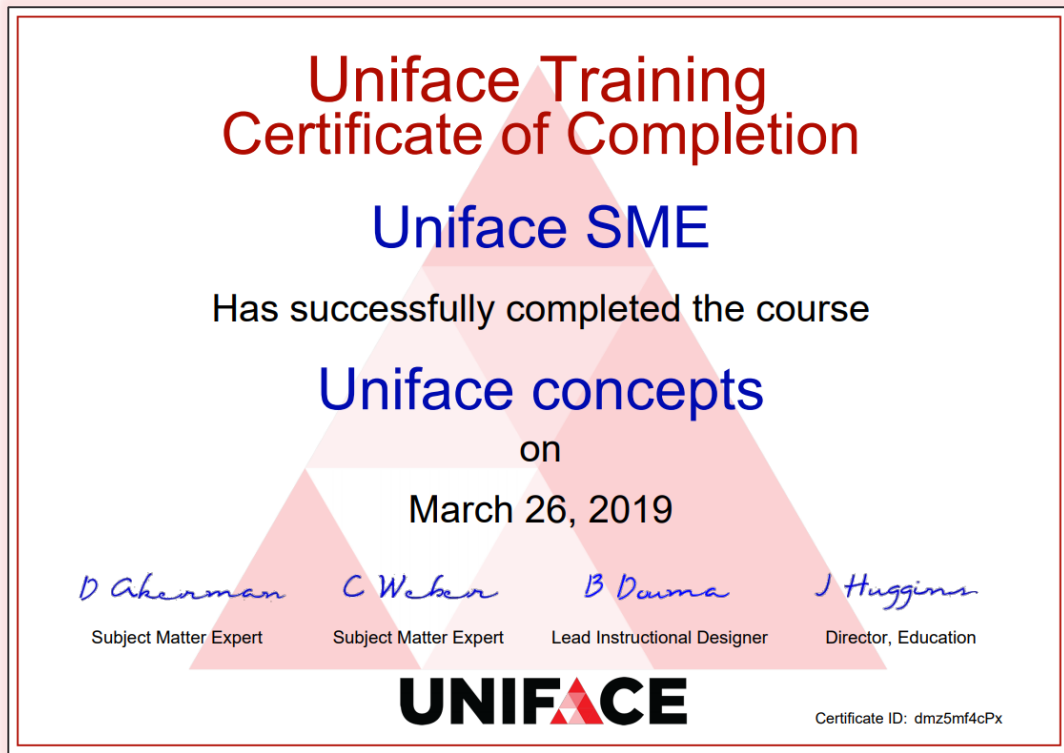 Uniface Training
Certificate of Completion
Uniface SME
Has successfully completed the course
Uniface concepts
on
March 26, 2019
D Akerman C Weber B Douma J Huggins
Subject Matter Expert Subject Matter Expert Lead Instructional Designer Director, Education
UNIFACE
Certificate ID: dmz5mf4cPx